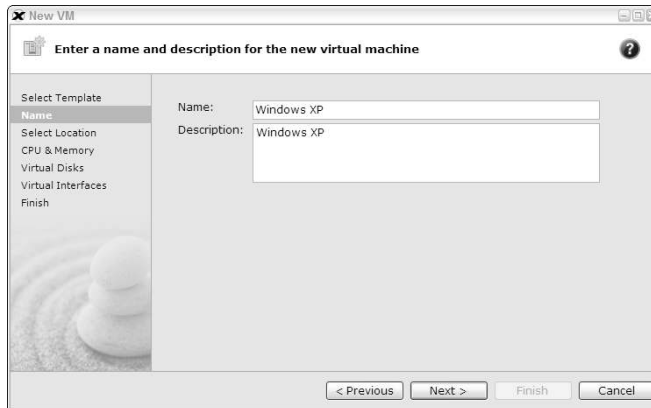 New VM
Enter a name and description for the new virtual machine
?
Select Template
Name
Select Location
CPU & Memory
Virtual Disks
Virtual Interfaces
Finish
Name: Windows XP
Description: Windows XP
< Previous Next > Finish Cancel